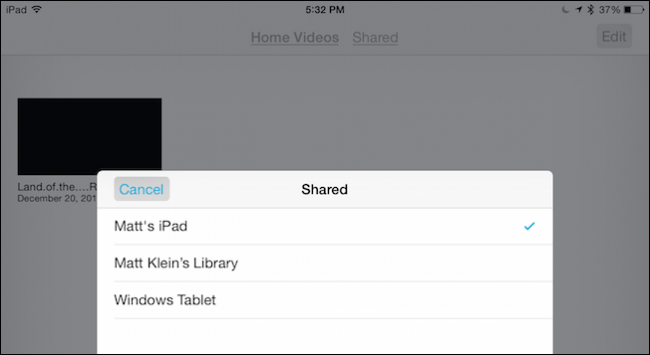 iPad 5:32 PM 37%
Home Videos Shared Edit
Land.of.the....R
December 20, 201
Cancel Shared
Matt's iPad
Matt Klein's Library
Windows Tablet